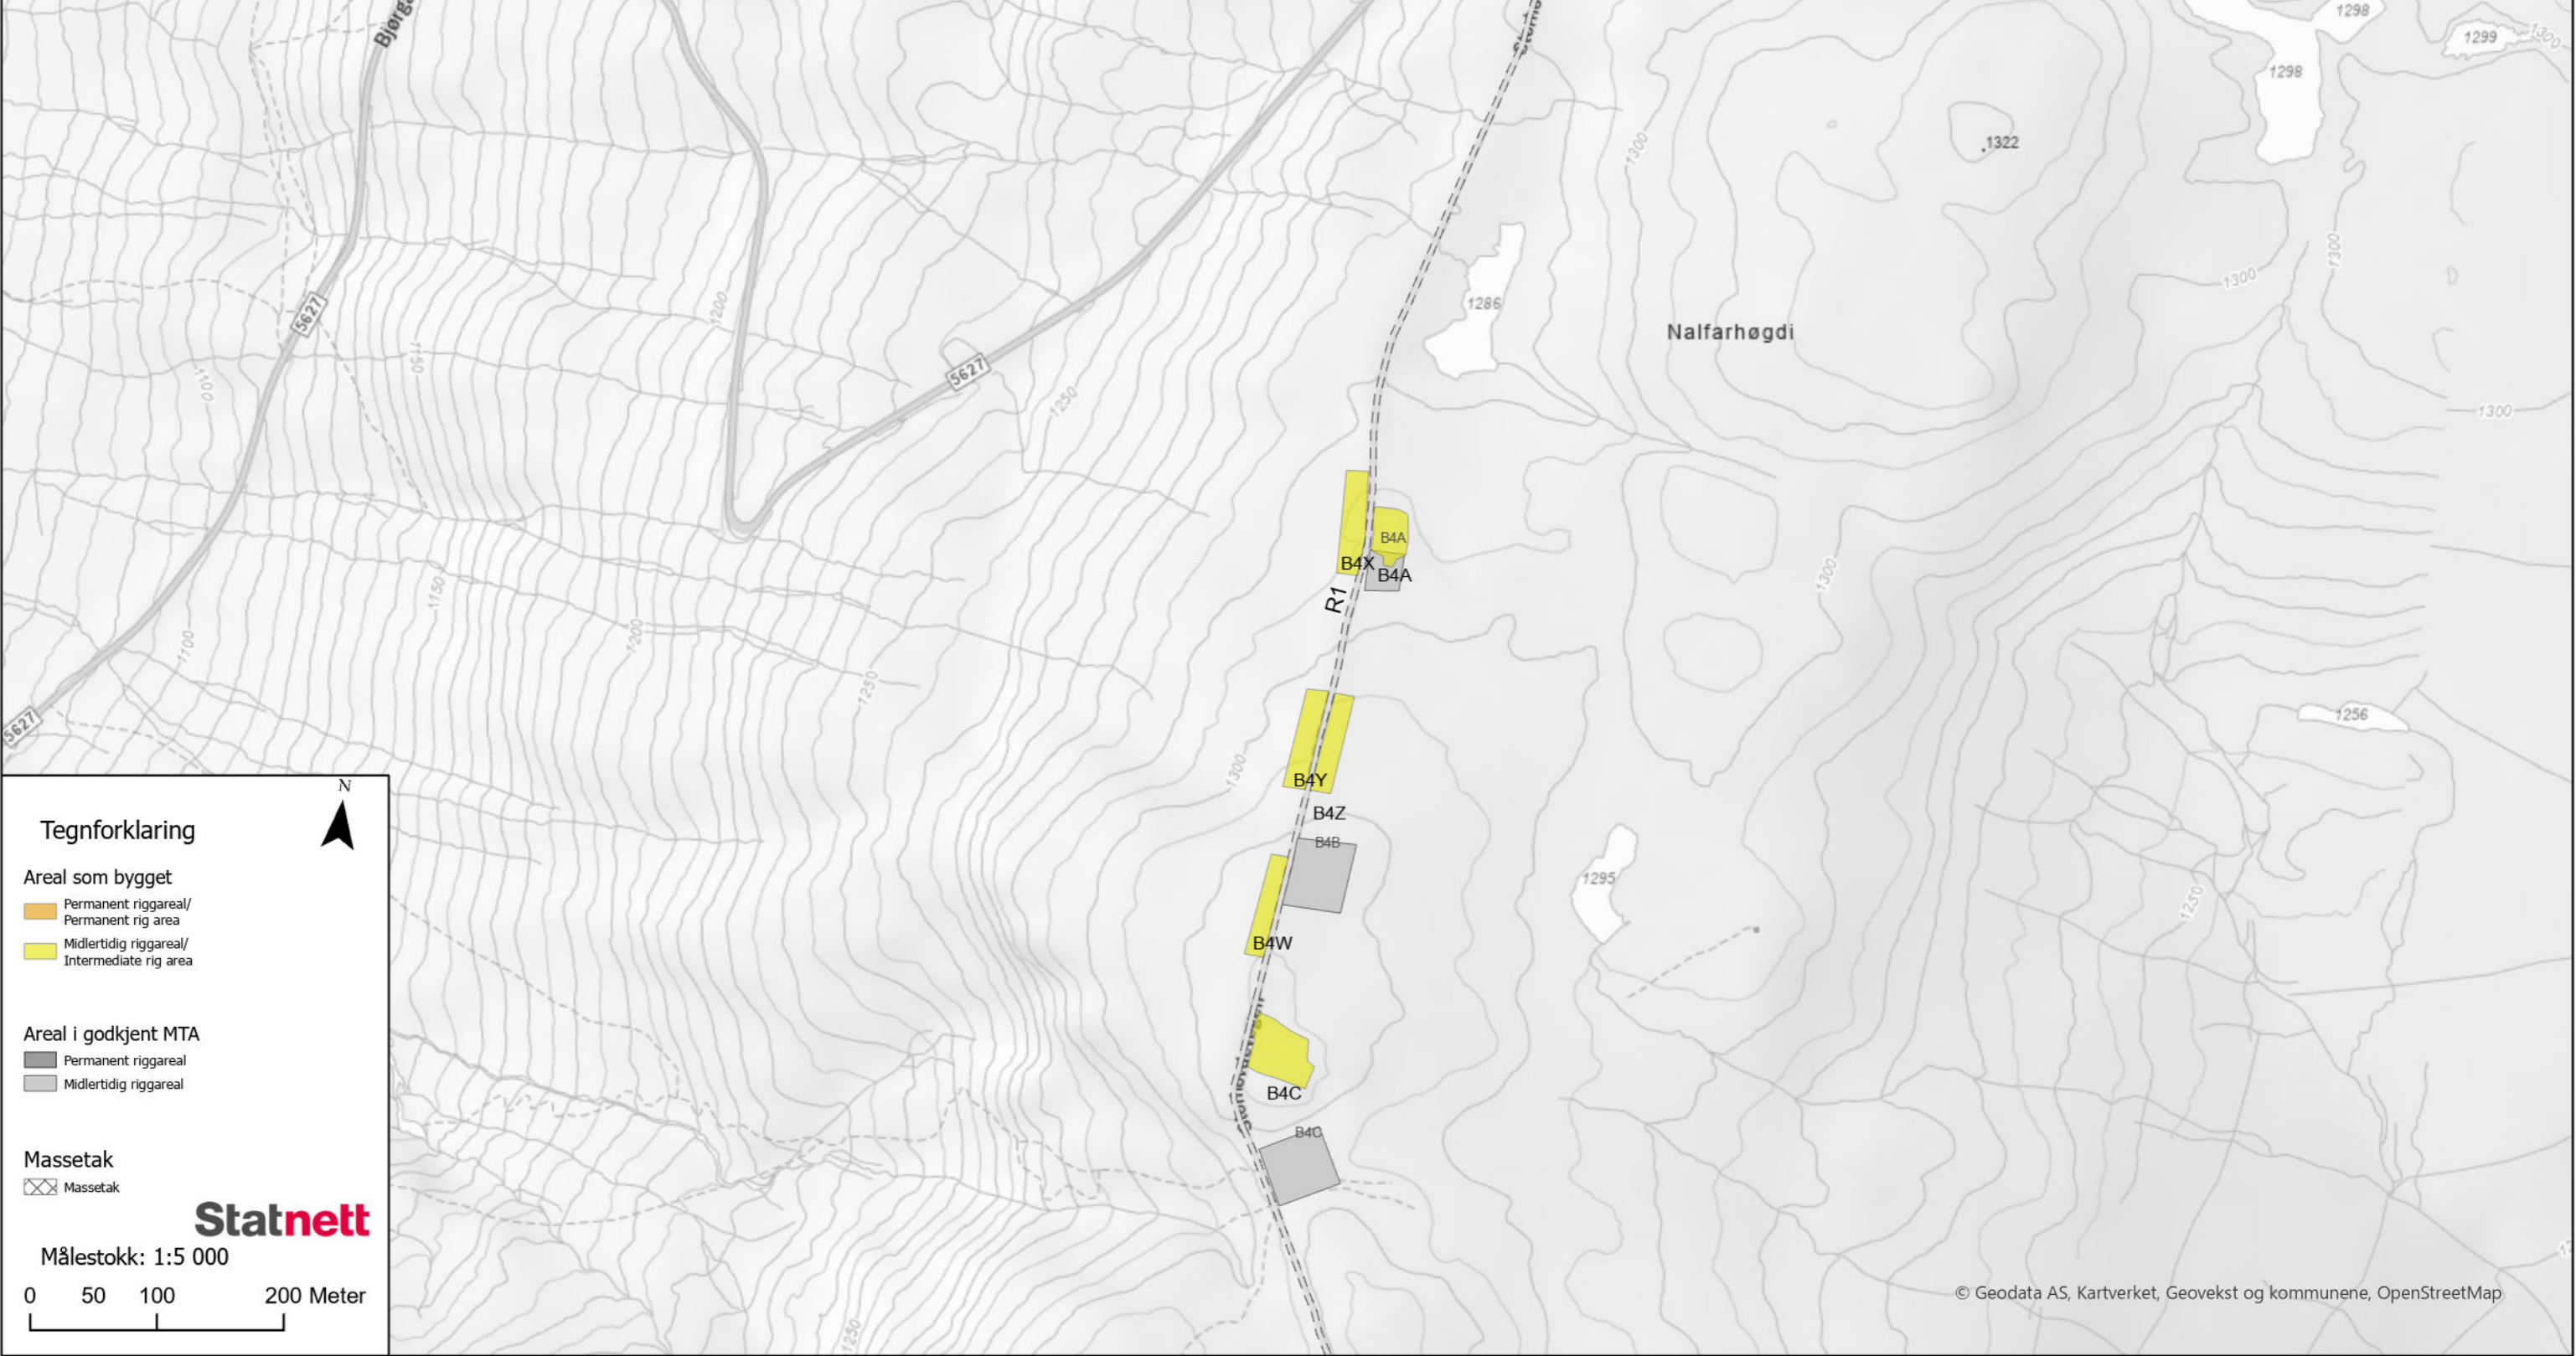 1298
1299
1300
1298
1322
1300
1300
1300
1286
Nalfarhøgdi
5627
1200
1150
1100
5627
1250
1300
B4A
B4X
B4A
R1
1300
1150
1100
1200
1250
5627
1256
1300
B4Y
B4Z
B4B
1295
1250
B4W
B4C
B4C
1250
N
Tegnforklaring
Areal som bygget
Permanent riggareal/
Permanent rig area
Midlertidig riggareal/
Intermediate rig area
Areal i godkjent MTA
Permanent riggareal
Midlertidig riggareal
Massetak
Massetak
Statnett
Målestokk: 1:5 000
0 50 100 200 Meter
© Geodata AS, Kartverket, Geovekst og kommunene, OpenStreetMap